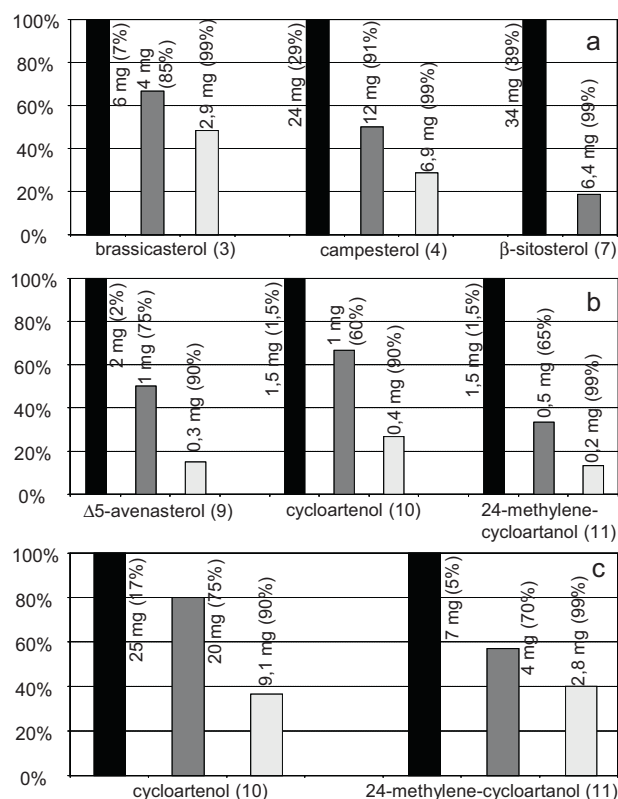 100%
80%
60%
40%
20%
0%
a
6 mg (7%)
4 mg
(85%)
2,9 mg (99%)
24 mg (29%)
12 mg (91%)
6,9 mg (99%)
34 mg (39%)
6,4 mg (99%)
brassicasterol (3)
campesterol (4)
β-sitosterol (7)
100%
80%
60%
40%
20%
0%
b
2 mg (2%)
1 mg (75%)
0,3 mg (90%)
1,5 mg (1,5%)
1 mg
(60%)
0,4 mg (90%)
1,5 mg (1,5%)
0,5 mg (65%)
0,2 mg (99%)
Δ5-avenasterol (9)
cycloartenol (10)
24-methylene-
cycloartanol (11)
100%
80%
60%
40%
20%
0%
c
25 mg (17%)
20 mg (75%)
9,1 mg (90%)
7 mg (5%)
4 mg (70%)
2,8 mg (99%)
cycloartenol (10)
24-methylene-cycloartanol (11)